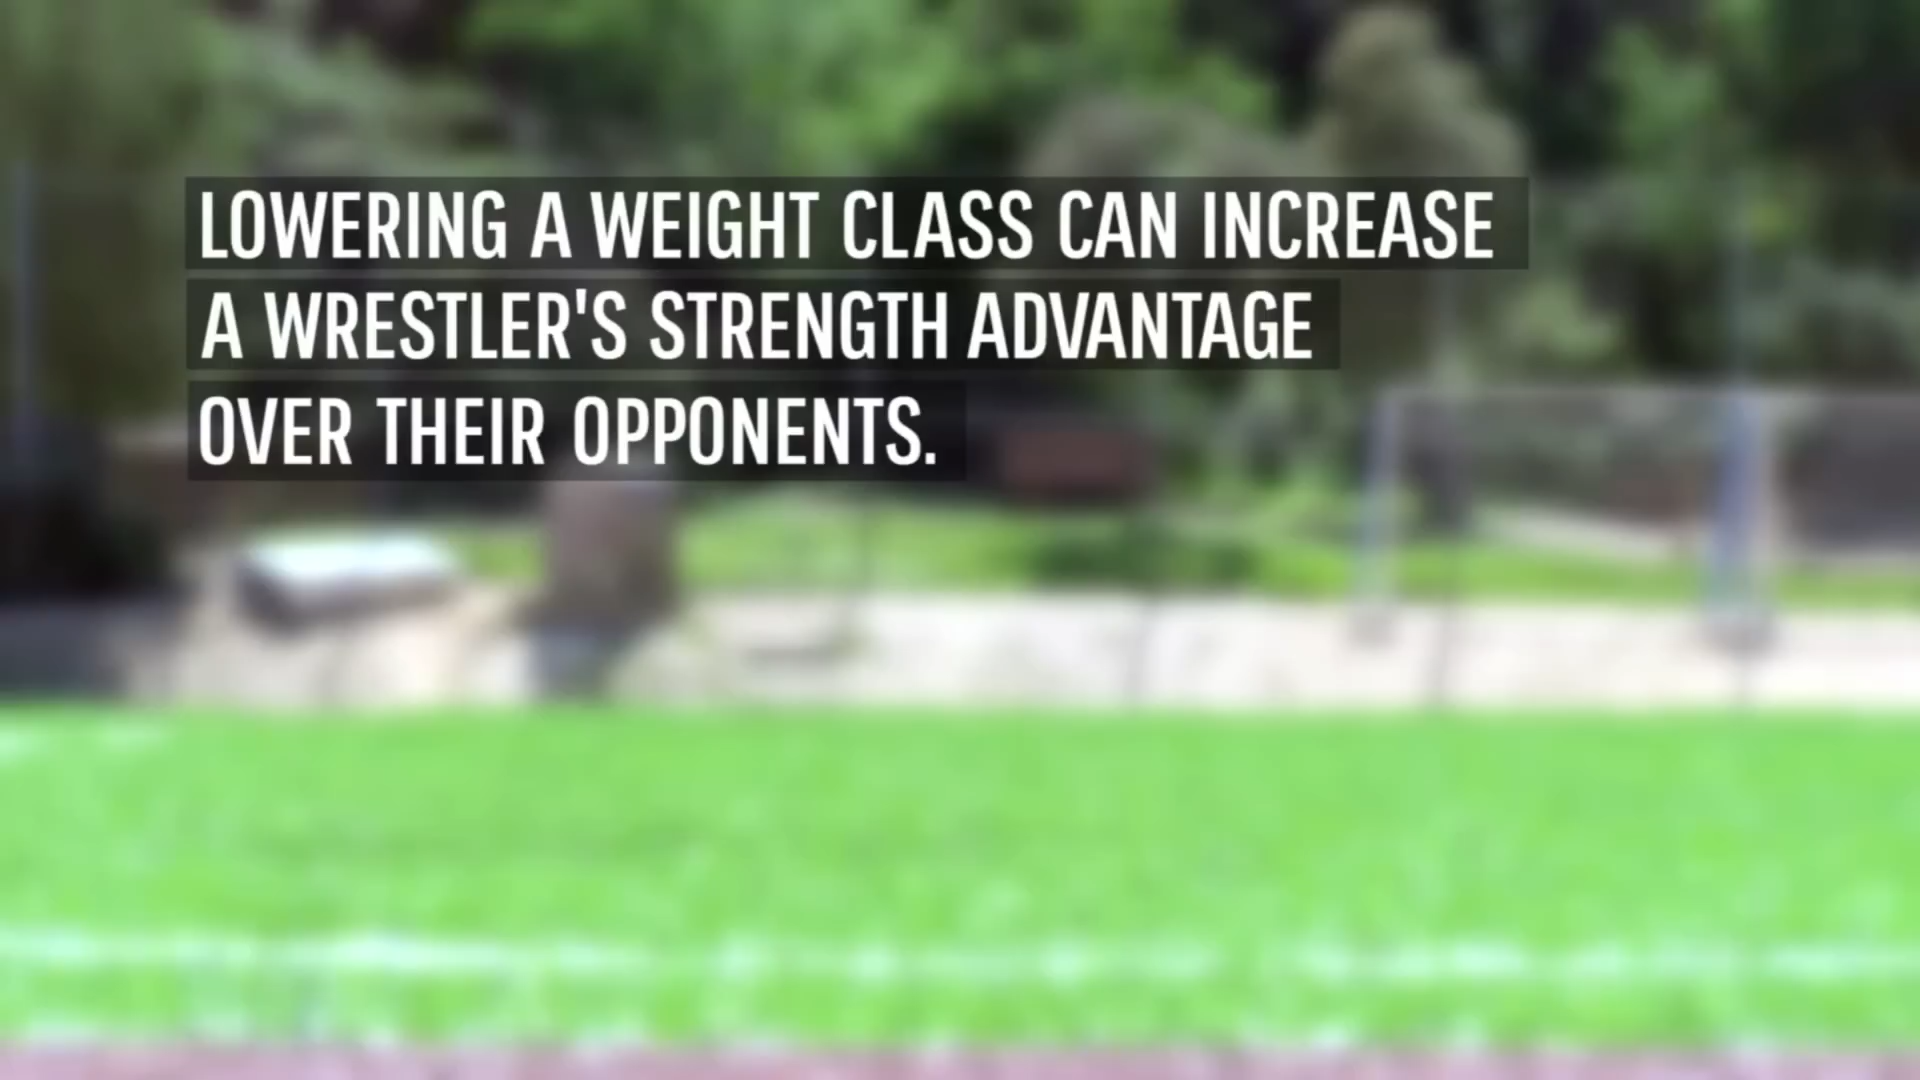 LOWERING A WEIGHT CLASS CAN INCREASE
A WRESTLER'S STRENGTH ADVANTAGE
OVER THEIR OPPONENTS.